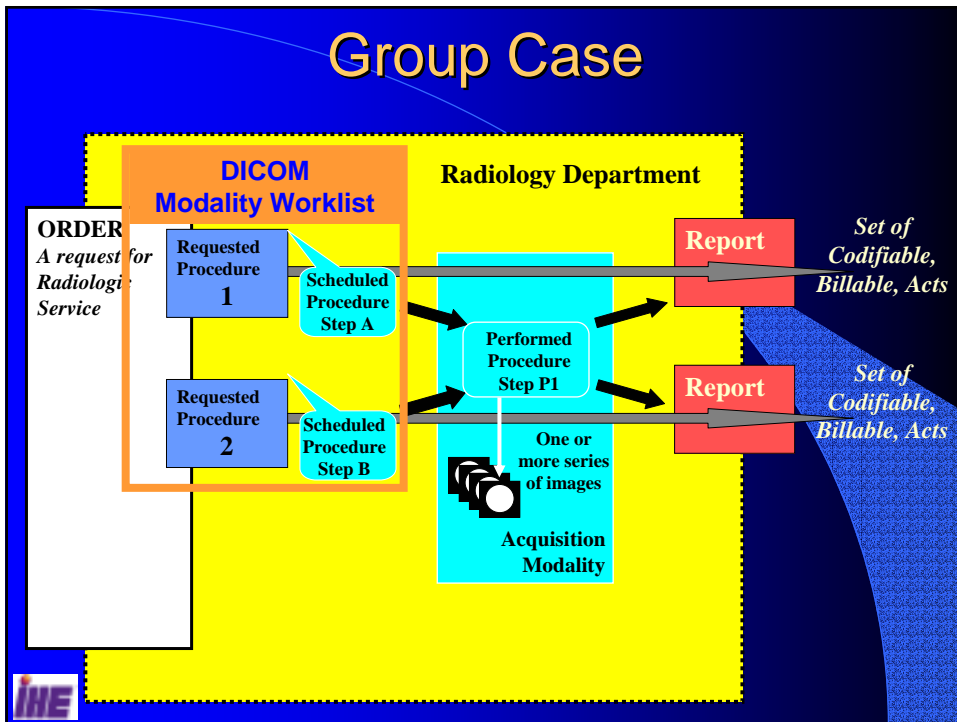 Group Case
DICOM
Modality Worklist
Radiology Department
ORDER
A request for
Radiologic
Service
Requested
Procedure
1
Scheduled
Procedure
Step A
Report
Set of
Codifiable,
Billable, Acts
Performed
Procedure
Step P1
Requested
Procedure
2
Scheduled
Procedure
Step B
Report
Set of
Codifiable,
Billable, Acts
One or
more series
of images
Acquisition
Modality
IHE